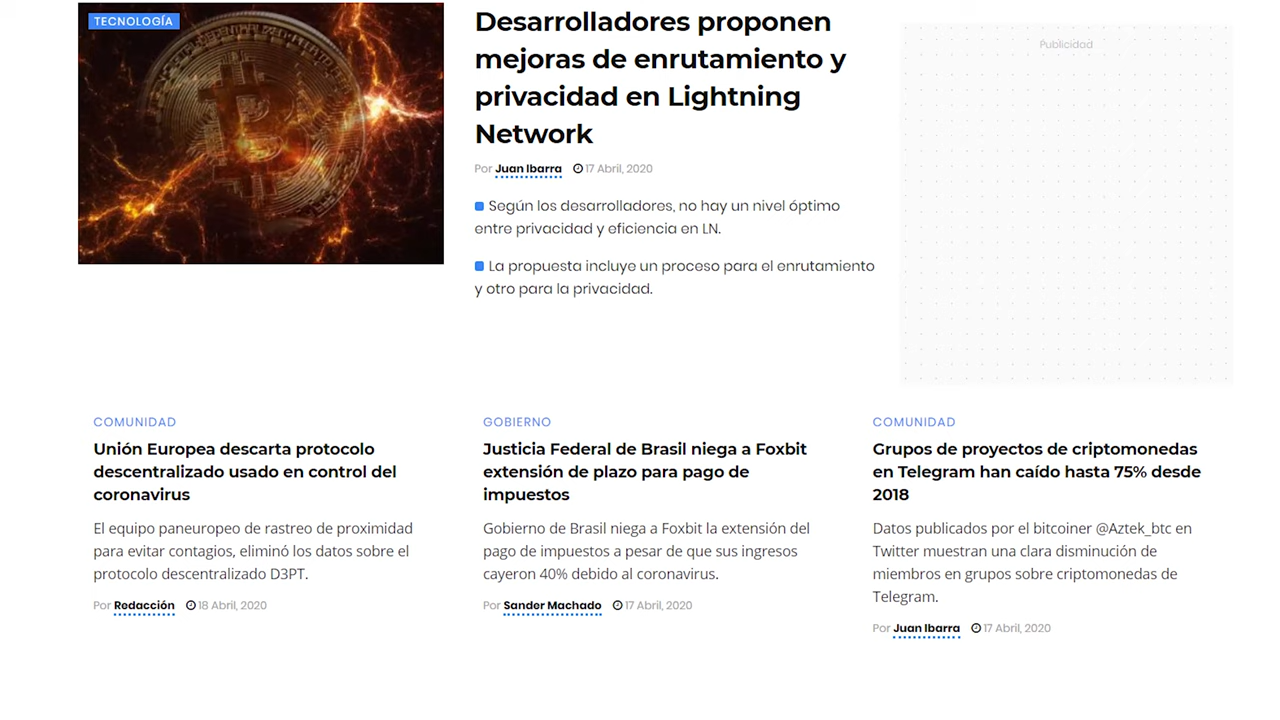 TECNOLOGÍA
Desarrolladores proponen
mejoras de enrutamiento y
privacidad en Lightning
Network
Por Juan Ibarra 17 Abril, 2020
Según los desarrolladores, no hay un nivel óptimo
entre privacidad y eficiencia en LN.
La propuesta incluye un proceso para el enrutamiento
y otro para la privacidad.
Publicidad
COMUNIDAD
Unión Europea descarta protocolo
descentralizado usado en control del
coronavirus
El equipo paneuropeo de rastreo de proximidad
para evitar contagios, eliminó los datos sobre el
protocolo descentralizado D3PT.
Por Redacción 18 Abril, 2020
GOBIERNO
Justicia Federal de Brasil niega a Foxbit
extensión de plazo para pago de
impuestos
Gobierno de Brasil niega a Foxbit la extensión del
pago de impuestos a pesar de que sus ingresos
cayeron 40% debido al coronavirus.
Por Sander Machado 17 Abril, 2020
COMUNIDAD
Grupos de proyectos de criptomonedas
en Telegram han caído hasta 75% desde
2018
Datos publicados por el bitcoiner @Aztek_btc en
Twitter muestran una clara disminución de
miembros en grupos sobre criptomonedas de
Telegram.
Por Juan Ibarra 17 Abril, 2020